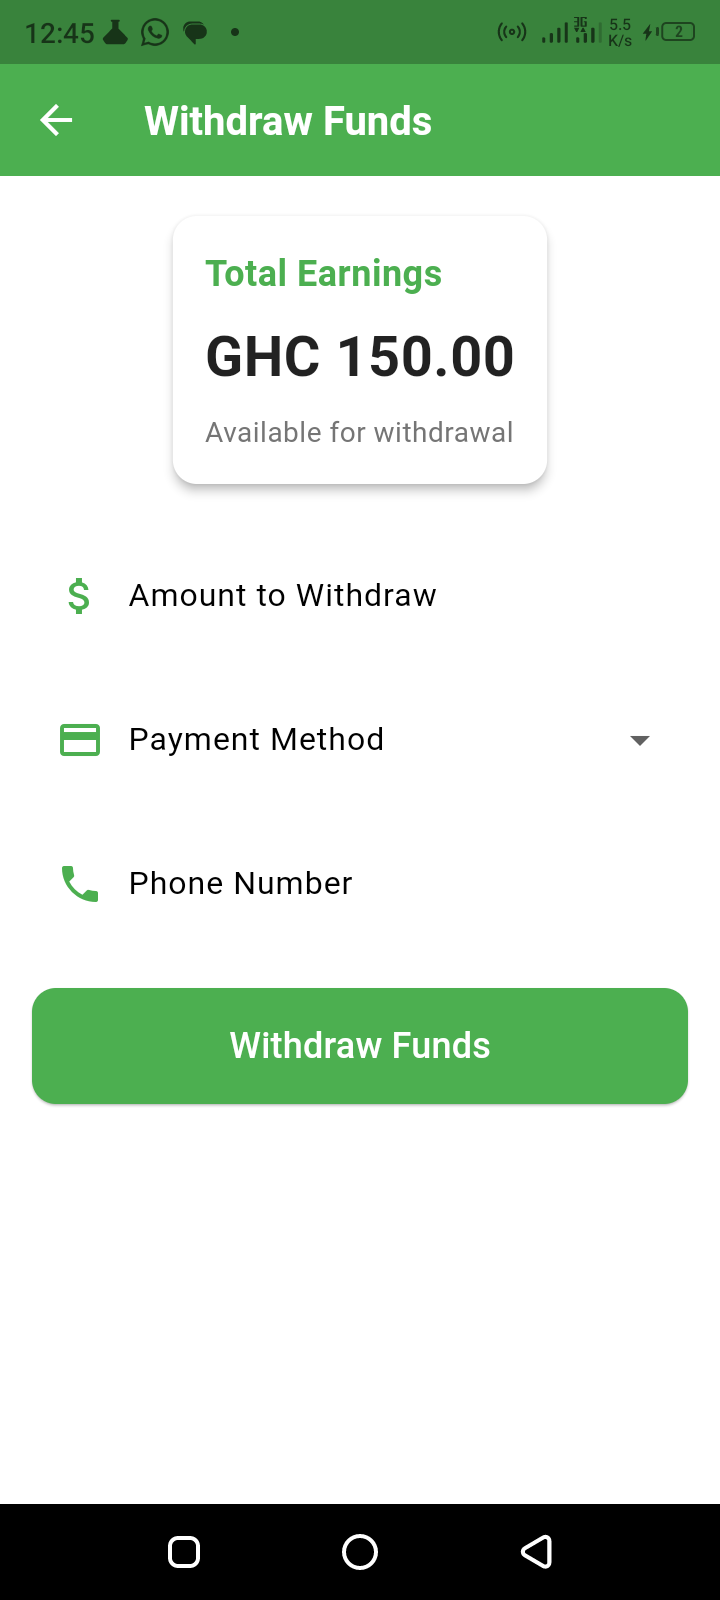 12:45
3G
5.5
K/s
2
Withdraw Funds
Total Earnings
GHC 150.00
Available for withdrawal
$ Amount to Withdraw
Payment Method
Phone Number
Withdraw Funds